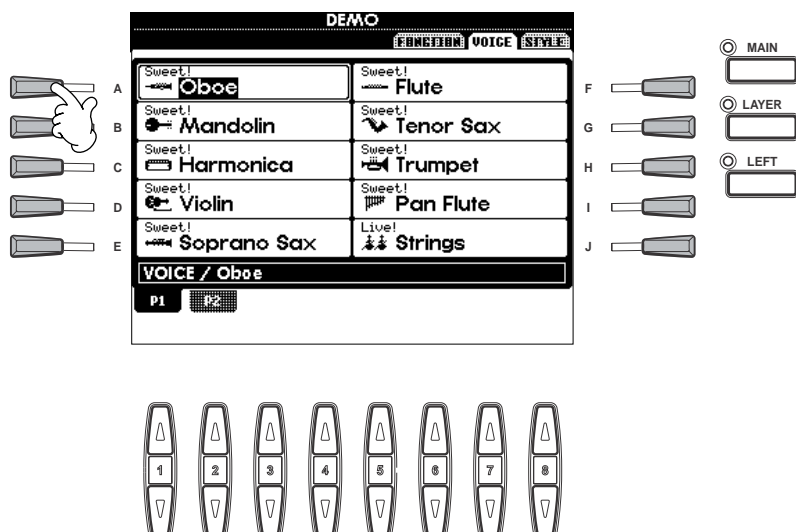 DEMO
FUNCTION VOICE STYLE
MAIN
LAYER
LEFT
A
Sweet!
Oboe
Sweet!
Flute
F
B
Sweet!
Mandolin
Sweet!
Tenor Sax
G
C
Sweet!
Harmonica
Sweet!
Trumpet
H
D
Sweet!
Violin
Sweet!
Pan Flute
I
E
Sweet!
Soprano Sax
Live!
Strings
J
VOICE / Oboe
P1 P2
1 2 3 4 5 6 7 8